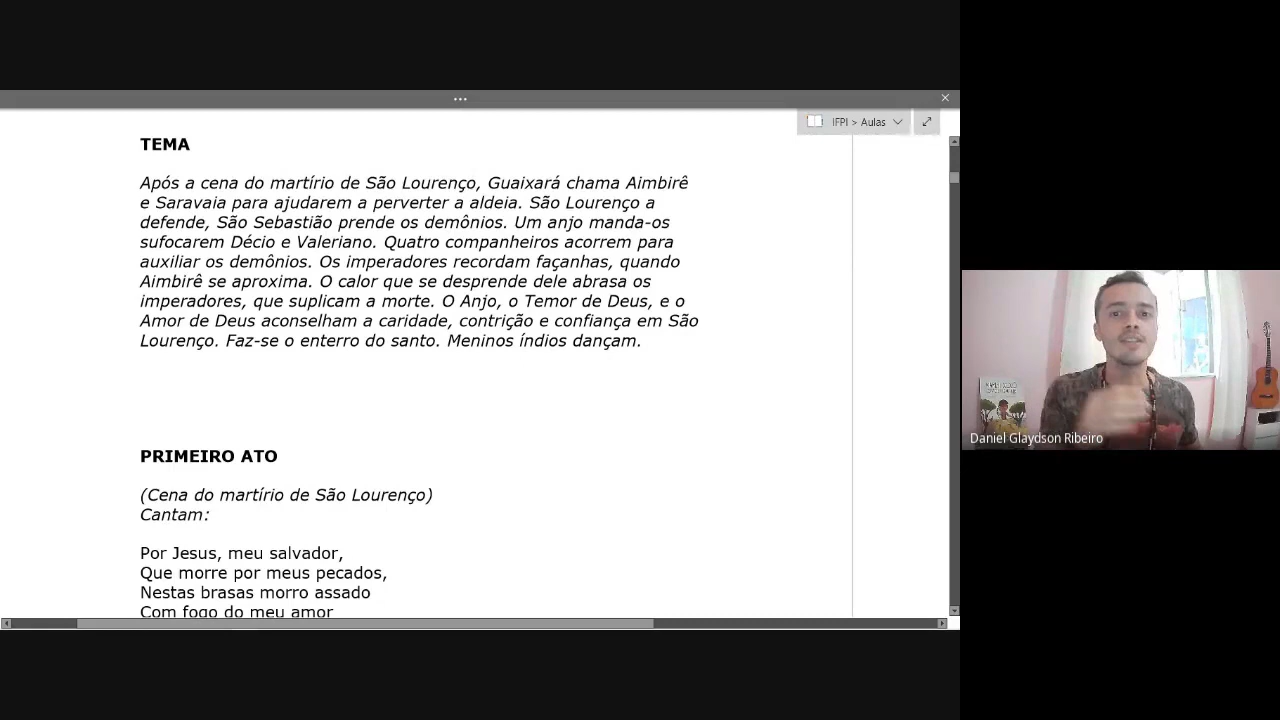 IFPI > Aulas
TEMA
Após a cena do martírio de São Lourenço, Guaixará chama Aimbirê
e Saravaia para ajudarem a perverter a aldeia. São Lourenço a
defende, São Sebastião prende os demônios. Um anjo manda-os
sufocarem Décio e Valeriano. Quatro companheiros acorrem para
auxiliar os demônios. Os imperadores recordam façanhas, quando
Aimbirê se aproxima. O calor que se desprende dele abrasa os
imperadores, que suplicam a morte. O Anjo, o Temor de Deus, e o
Amor de Deus aconselham a caridade, contrição e confiança em São
Lourenço. Faz-se o enterro do santo. Meninos índios dançam.
PRIMEIRO ATO
(Cena do martírio de São Lourenço)
Cantam:
Por Jesus, meu salvador,
Que morre por meus pecados,
Nestas brasas morro assado
Com fogo do meu amor
Daniel Glaydson Ribeiro